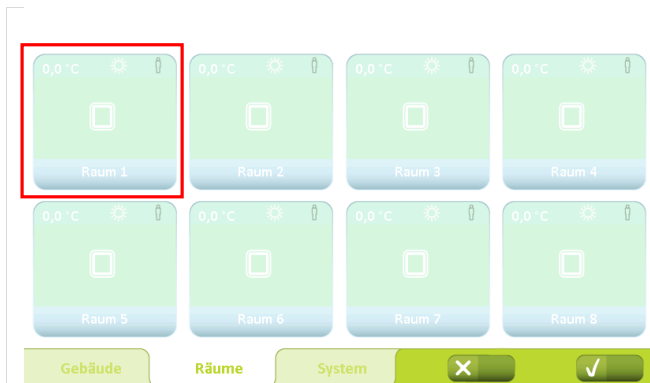 0,0 °C 0,0 °C 0,0 °C 0,0 °C
Raum 1 Raum 2 Raum 3 Raum 4
0,0 °C 0,0 °C 0,0 °C 0,0 °C
Raum 5 Raum 6 Raum 7 Raum 8
Gebäude Räume System